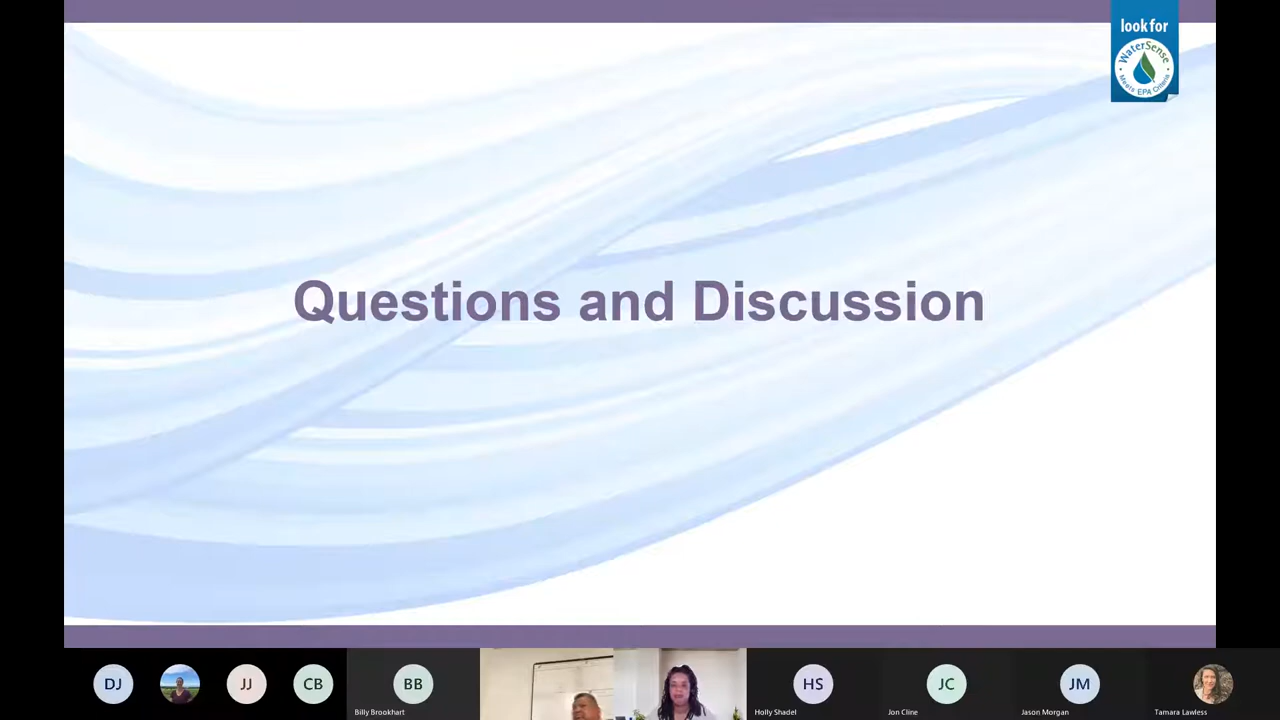 look for
WaterSense
Meets EPA Criteria
Questions and Discussion
DJ
JJ
CB
BB
HS
JC
JM
Billy Brookhart
Holly Shadel
Jon Cline
Jason Morgan
Tamara Lawless